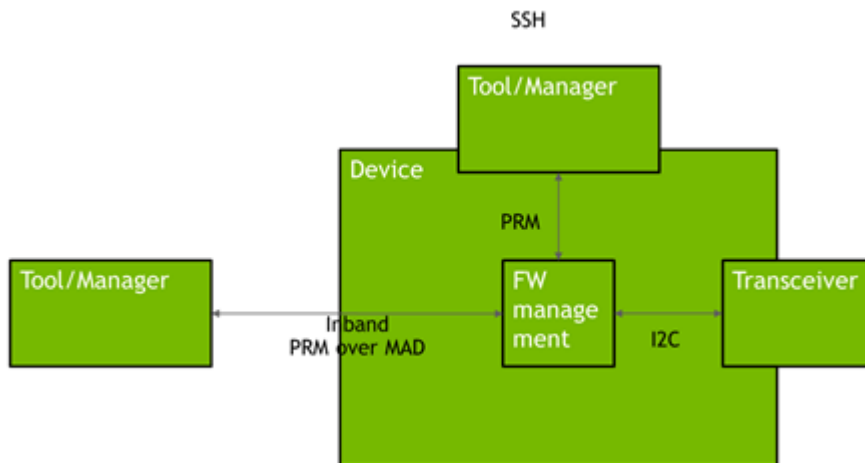 SSH
Tool/Manager
Device
PRM
Tool/Manager
FW
manage
ment
Transceiver
Inband
PRM over MAD
I2C